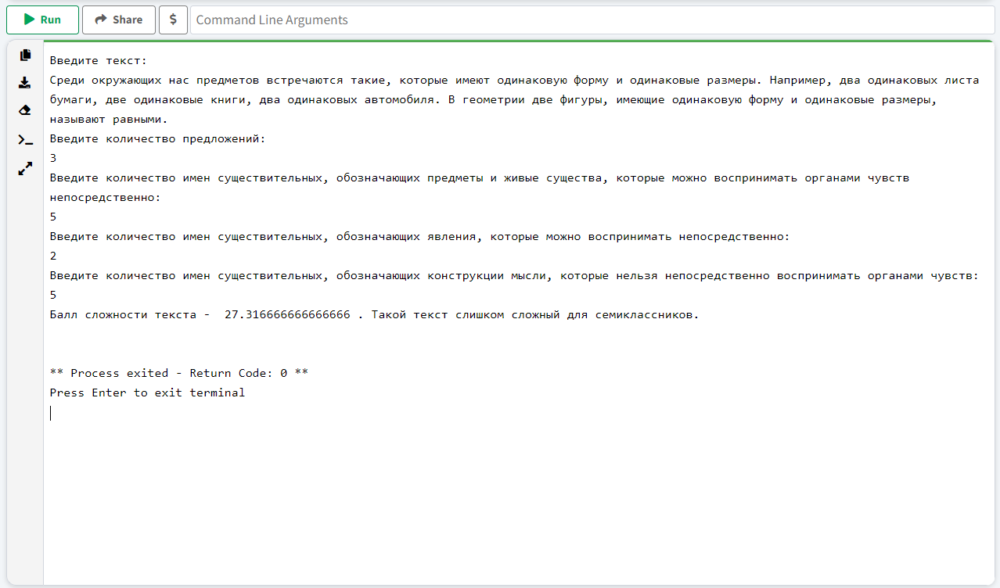 Run Share $ Command Line Arguments
Введите текст:
Среди окружающих нас предметов встречаются такие, которые имеют одинаковую форму и одинаковые размеры. Например, два одинаковых листа
бумаги, две одинаковые книги, два одинаковых автомобиля. В геометрии две фигуры, имеющие одинаковую форму и одинаковые размеры,
называют равными.
Введите количество предложений:
3
Введите количество имен существительных, обозначающих предметы и живые существа, которые можно воспринимать органами чувств
непосредственно:
5
Введите количество имен существительных, обозначающих явления, которые можно воспринимать непосредственно:
2
Введите количество имен существительных, обозначающих конструкции мысли, которые нельзя непосредственно воспринимать органами чувств:
5
Балл сложности текста -  27.316666666666666 . Такой текст слишком сложный для семиклассников.
** Process exited - Return Code: 0 **
Press Enter to exit terminal